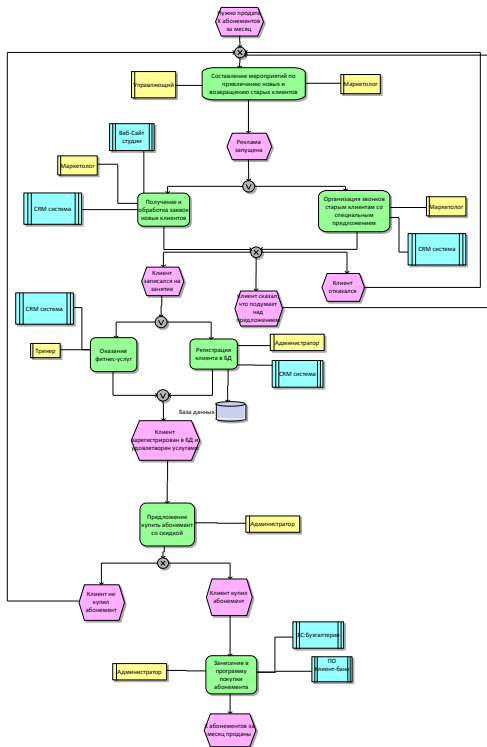 Нужно продать
X абонементов
за месяц
Составление мероприятий по
привлечению новых и
возвращению старых клиентов
Управляющий
Маркетолог
Реклама
запущена
Веб-Сайт
студии
Маркетолог
CRM система
Получение и
обработка заявок
новых клиентов
Организация звонков
старым клиентам со
специальным
предложением
Маркетолог
CRM система
Клиент
записался на
занятие
Клиент сказал,
что подумает
над
предложением
Клиент
отказался
CRM система
Тренер
Оказание
фитнес-услуг
Регистрация
клиента в БД
Администратор
CRM система
База данных
Клиент
зарегистрирован в БД и
удовлетворен услугами
Предложение
купить абонемент
со скидкой
Администратор
Клиент не
купил
абонемент
Клиент купил
абонемент
Администратор
Занесение в
программу
покупки
абонемента
1С:Бухгалтерия
ПО
Клиент-банк
X абонементов за
месяц проданы